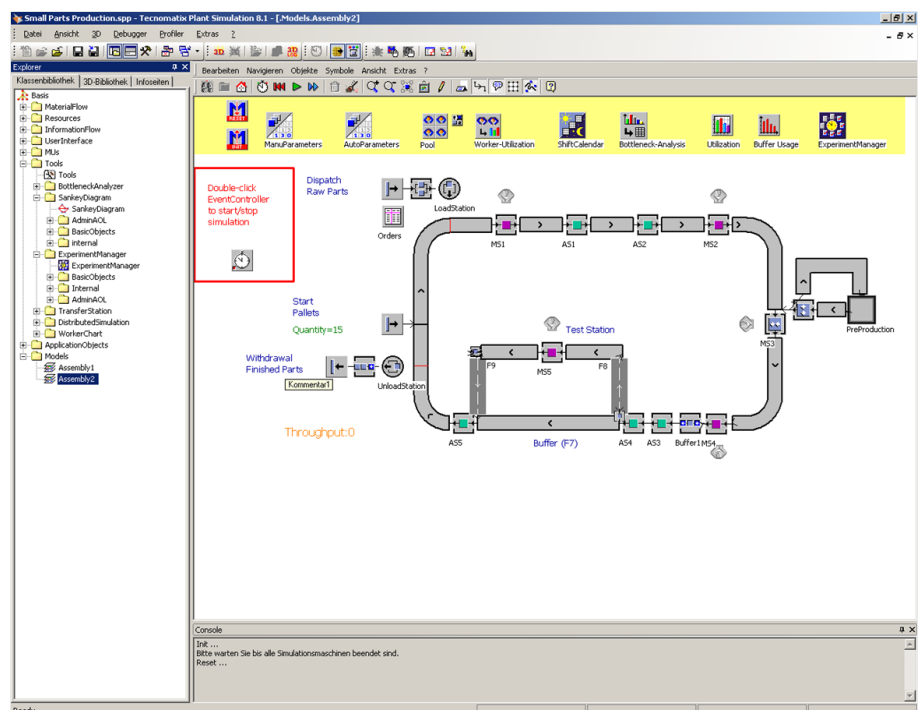 Small Parts Production.spp - Tecnomatix Plant Simulation 8.1 - [.Models.Assembly2]
Datei Ansicht 3D Debugger Profiler Extras ?
Explorer
Klassenbibliothek 3D-Bibliothek Infoseiten
Bearbeiten Navigieren Objekte Symbole Ansicht Extras ?
Basis
MaterialFlow
Resources
InformationFlow
UserInterface
MUs
Tools
Tools
BottleneckAnalyzer
SankeyDiagram
SankeyDiagram
AdminAOL
BasicObjects
internal
ExperimentManager
ExperimentManager
BasicObjects
Internal
AdminAOL
TransferStation
DistributedSimulation
WorkerChart
ApplicationObjects
Models
Assembly1
Assembly2
RESET
INIT
ManuParameters AutoParameters Pool Worker-Utilization ShiftCalendar Bottleneck-Analysis Utilization Buffer Usage ExperimentManager
Double-click
EventController
to start/stop
simulation
Dispatch
Raw Parts
LoadStation
Orders
MS1 AS1 AS2 MS2
Start
Pallets
Quantity=15
Test Station
MS3
PreProduction
Withdrawal
Finished Parts
Kommentar1
UnloadStation
F9 MS5 F8
Throughput:0
AS5 Buffer (F7) AS4 AS3 Buffer1 MS4
Console
Init ...
Bitte warten Sie bis alle Simulationsmaschinen beendet sind.
Reset ...
Ready